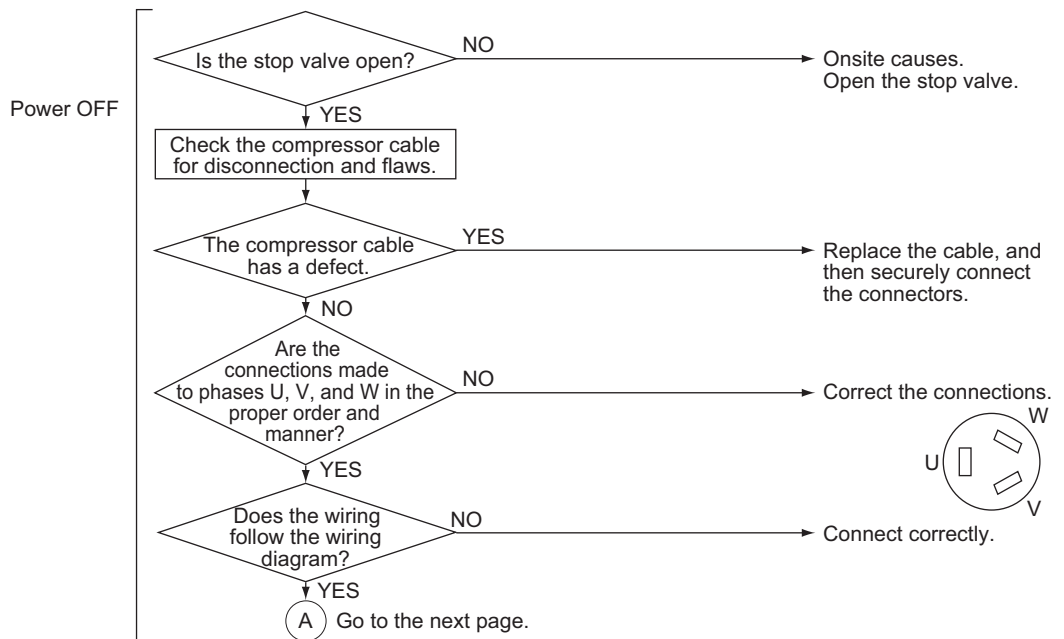 Power OFF
Is the stop valve open?
NO
Onsite causes.
Open the stop valve.
YES
Check the compressor cable
for disconnection and flaws.
The compressor cable
has a defect.
YES
Replace the cable, and
then securely connect
the connectors.
NO
Are the
connections made
to phases U, V, and W in the
proper order and
manner?
NO
Correct the connections.
W
U
V
YES
Does the wiring
follow the wiring
diagram?
NO
Connect correctly.
YES
A
Go to the next page.